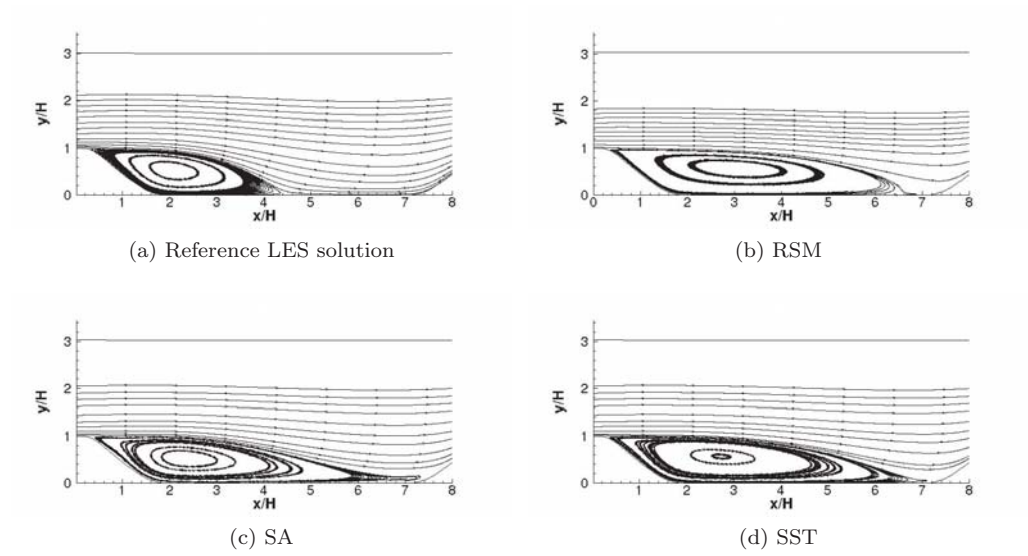 y/H
3
2
1
0
1 2 3 4 5 6 7 8
x/H
(a) Reference LES solution
y/H
3
2
1
0
0 1 2 3 4 5 6 7 8
x/H
(b) RSM
y/H
3
2
1
0
1 2 3 4 5 6 7 8
x/H
(c) SA
y/H
3
2
1
0
1 2 3 4 5 6 7 8
x/H
(d) SST